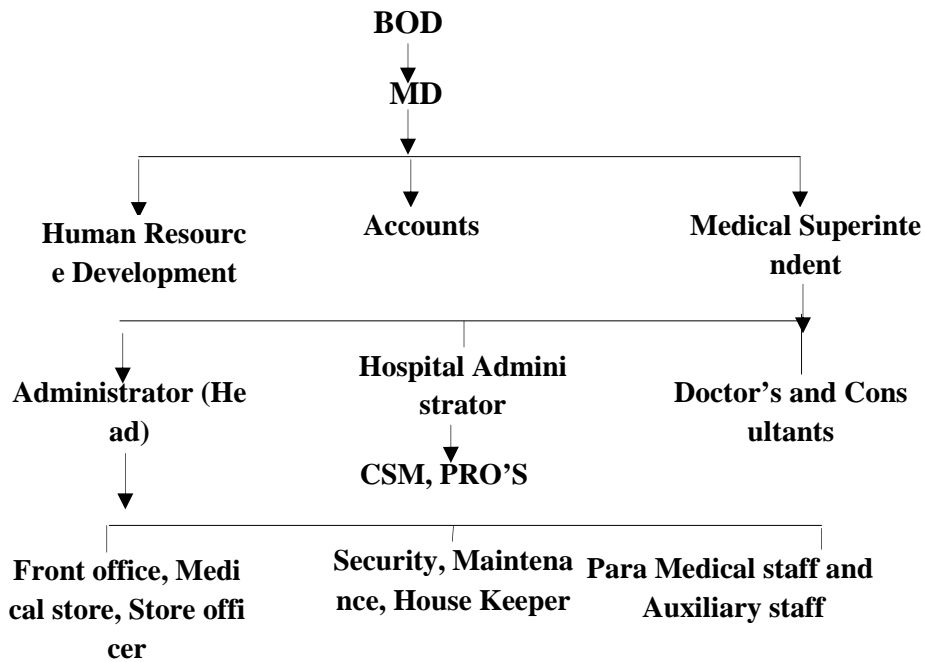 BOD
MD
Human Resourc
e Development
Accounts
Medical Superinte
ndent
Administrator (He
ad)
Hospital Admini
strator
Doctor’s and Cons
ultants
CSM, PRO’S
Front office, Medi
cal store, Store offi
cer
Security, Maintena
nce, House Keeper
Para Medical staff and
Auxiliary staff